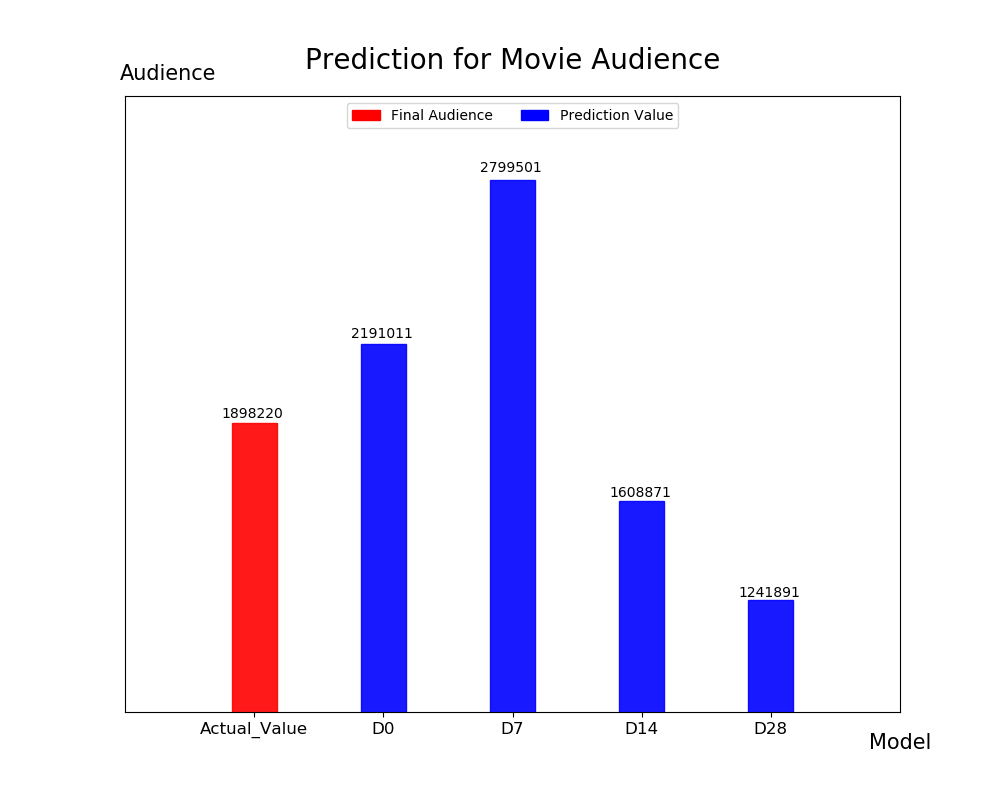 Prediction for Movie Audience
Audience
Final Audience
Prediction Value
2799501
2191011
1898220
1608871
1241891
Actual_Value
D0
D7
D14
D28
Model